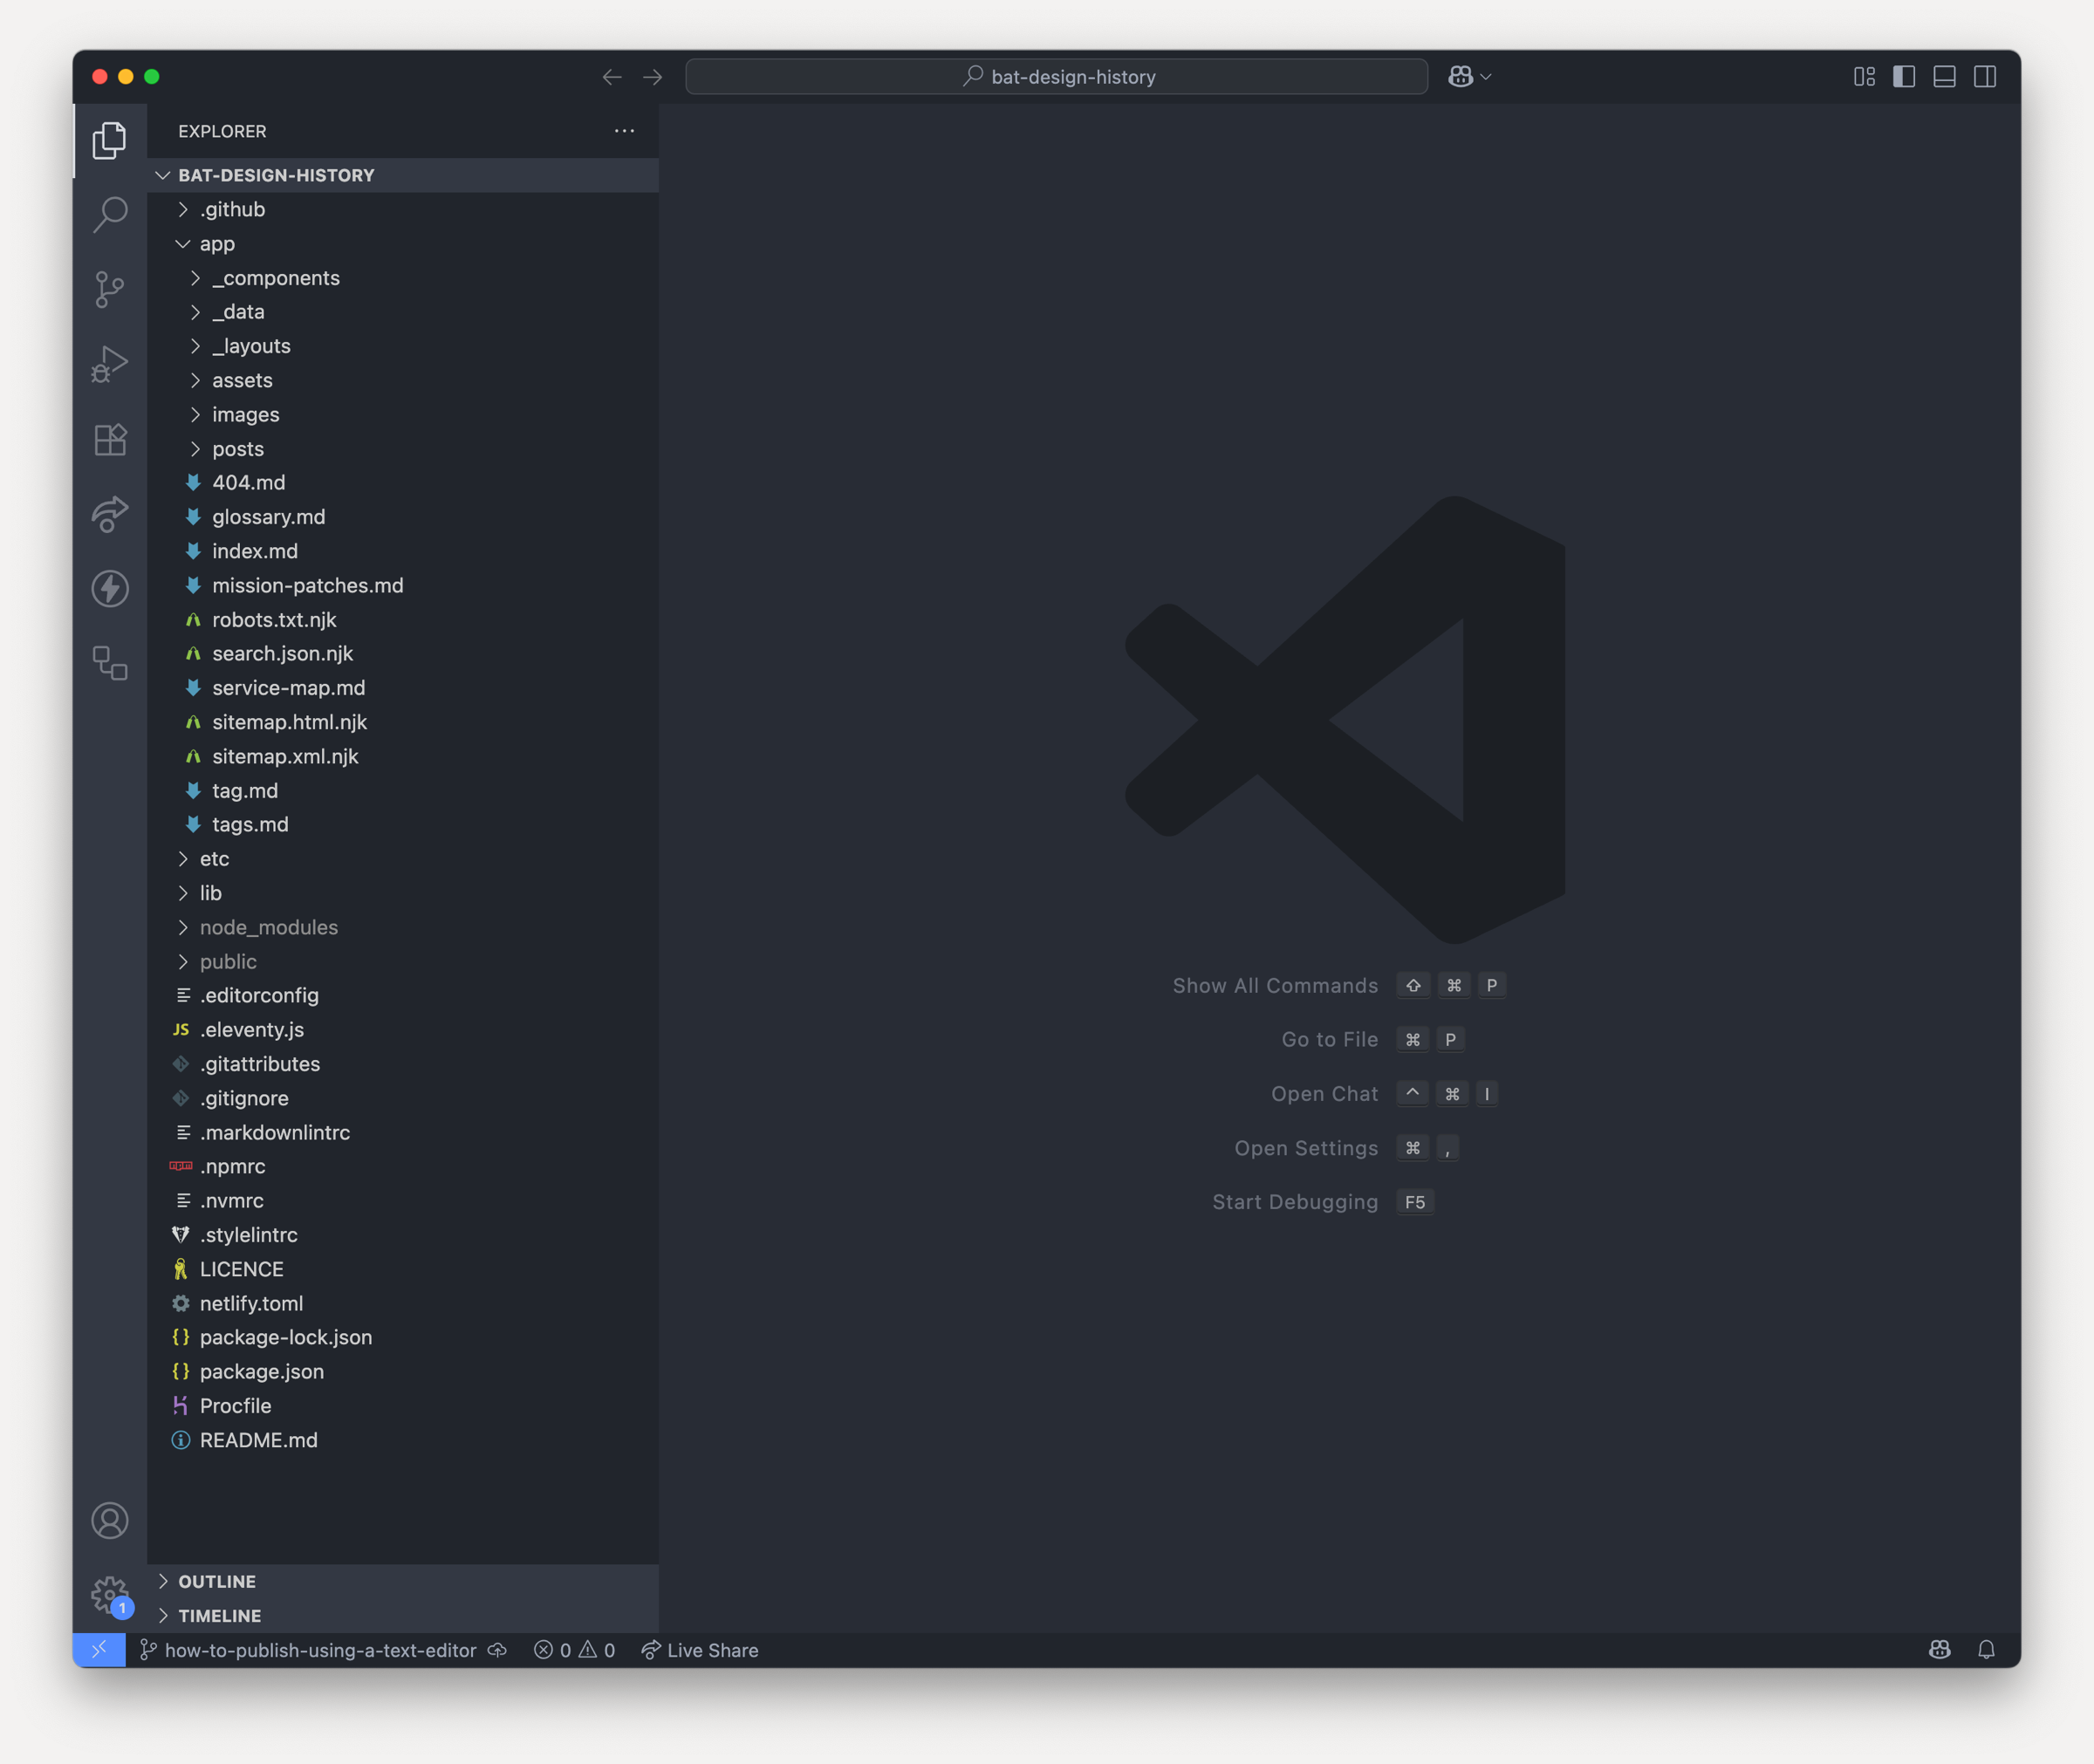 bat-design-history
EXPLORER
BAT-DESIGN-HISTORY
.github
app
_components
_data
_layouts
assets
images
posts
404.md
glossary.md
index.md
mission-patches.md
robots.txt.njk
search.json.njk
service-map.md
sitemap.html.njk
sitemap.xml.njk
tag.md
tags.md
etc
lib
node_modules
public
.editorconfig
JS .eleventy.js
.gitattributes
.gitignore
.markdownlintrc
npm .npmrc
.nvmrc
.stylelintrc
LICENCE
netlify.toml
{} package-lock.json
{} package.json
Procfile
README.md
OUTLINE
TIMELINE
Show All Commands ⇧ ⌘ P
Go to File ⌘ P
Open Chat ^ ⌘ I
Open Settings ⌘ ,
Start Debugging F5
1
how-to-publish-using-a-text-editor 0 0 Live Share